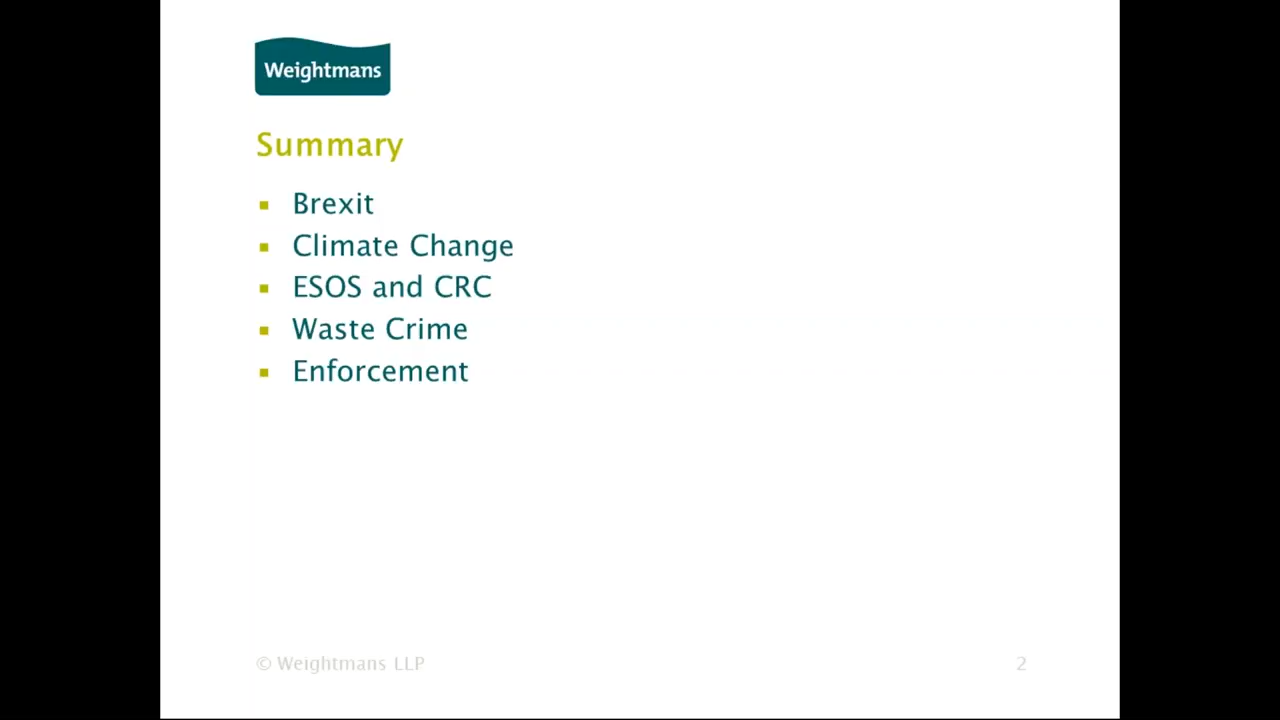 Weightmans
Summary
▪ Brexit
▪ Climate Change
▪ ESOS and CRC
▪ Waste Crime
▪ Enforcement
© Weightmans LLP
2